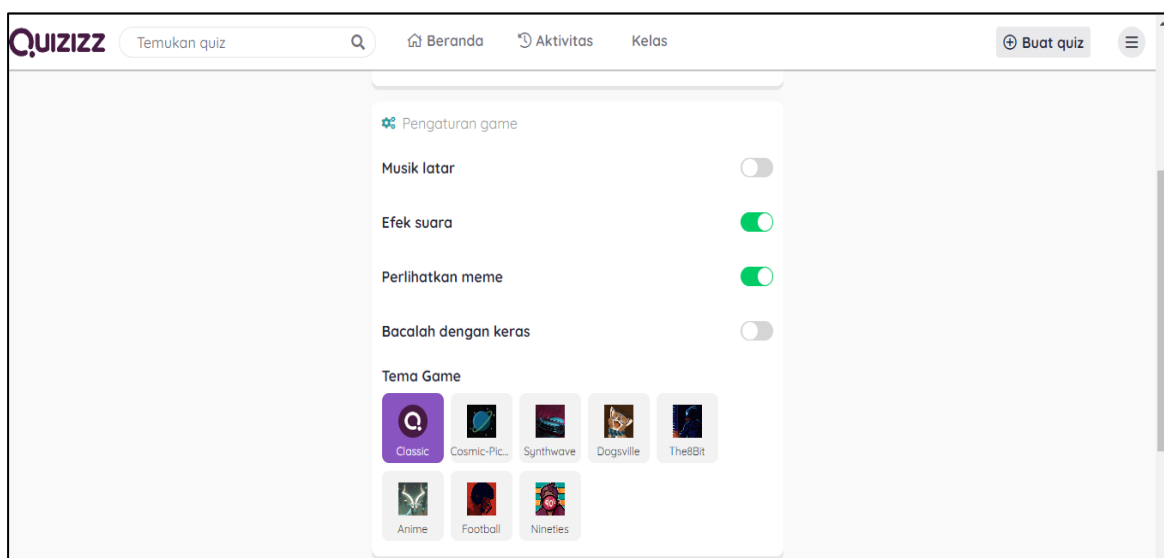 QUIZIZZ Temukan quiz Beranda Aktivitas Kelas Buat quiz
Pengaturan game
Musik latar
Efek suara
Perlihatkan meme
Bacalah dengan keras
Tema Game
Classic Cosmic-Pic... Synthwave Dogsville The8Bit
Anime Football Nineties